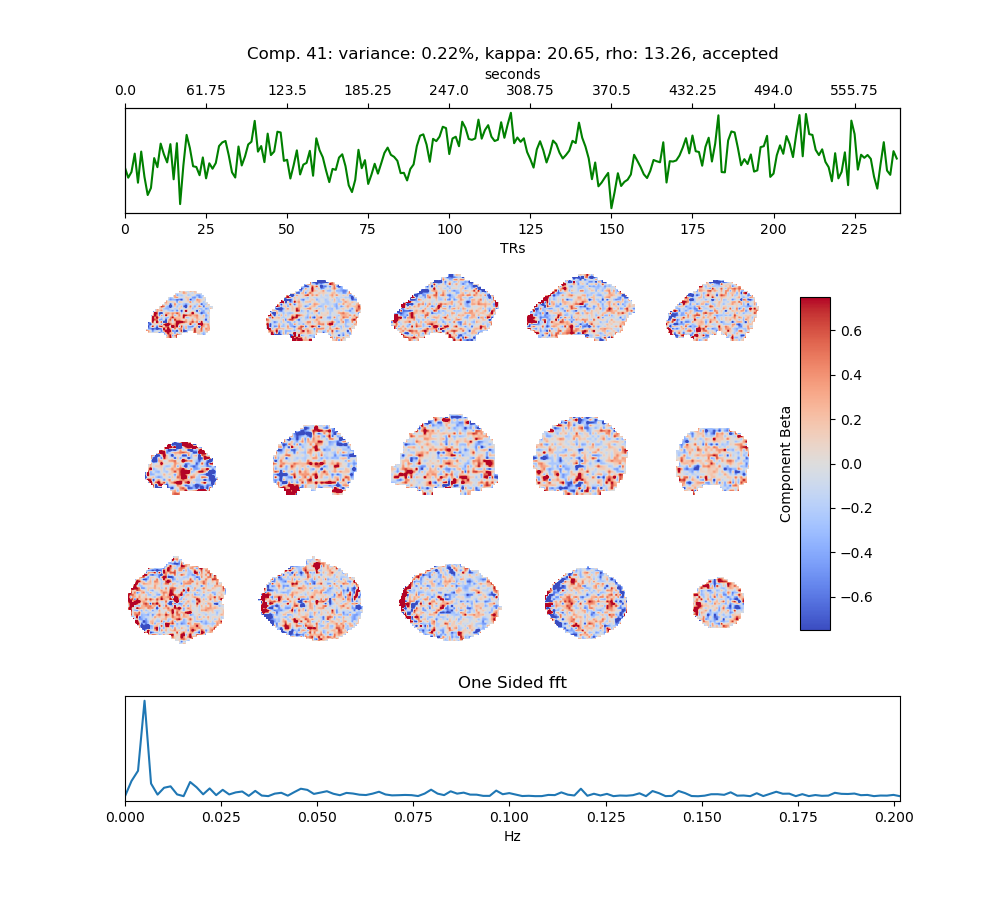 Comp. 41: variance: 0.22%, kappa: 20.65, rho: 13.26, accepted
seconds
0.0 61.75 123.5 185.25 247.0 308.75 370.5 432.25 494.0 555.75
0 25 50 75 100 125 150 175 200 225
TRs
0.6
0.4
0.2
0.0
−0.2
−0.4
−0.6
Component Beta
One Sided fft
0.000 0.025 0.050 0.075 0.100 0.125 0.150 0.175 0.200
Hz